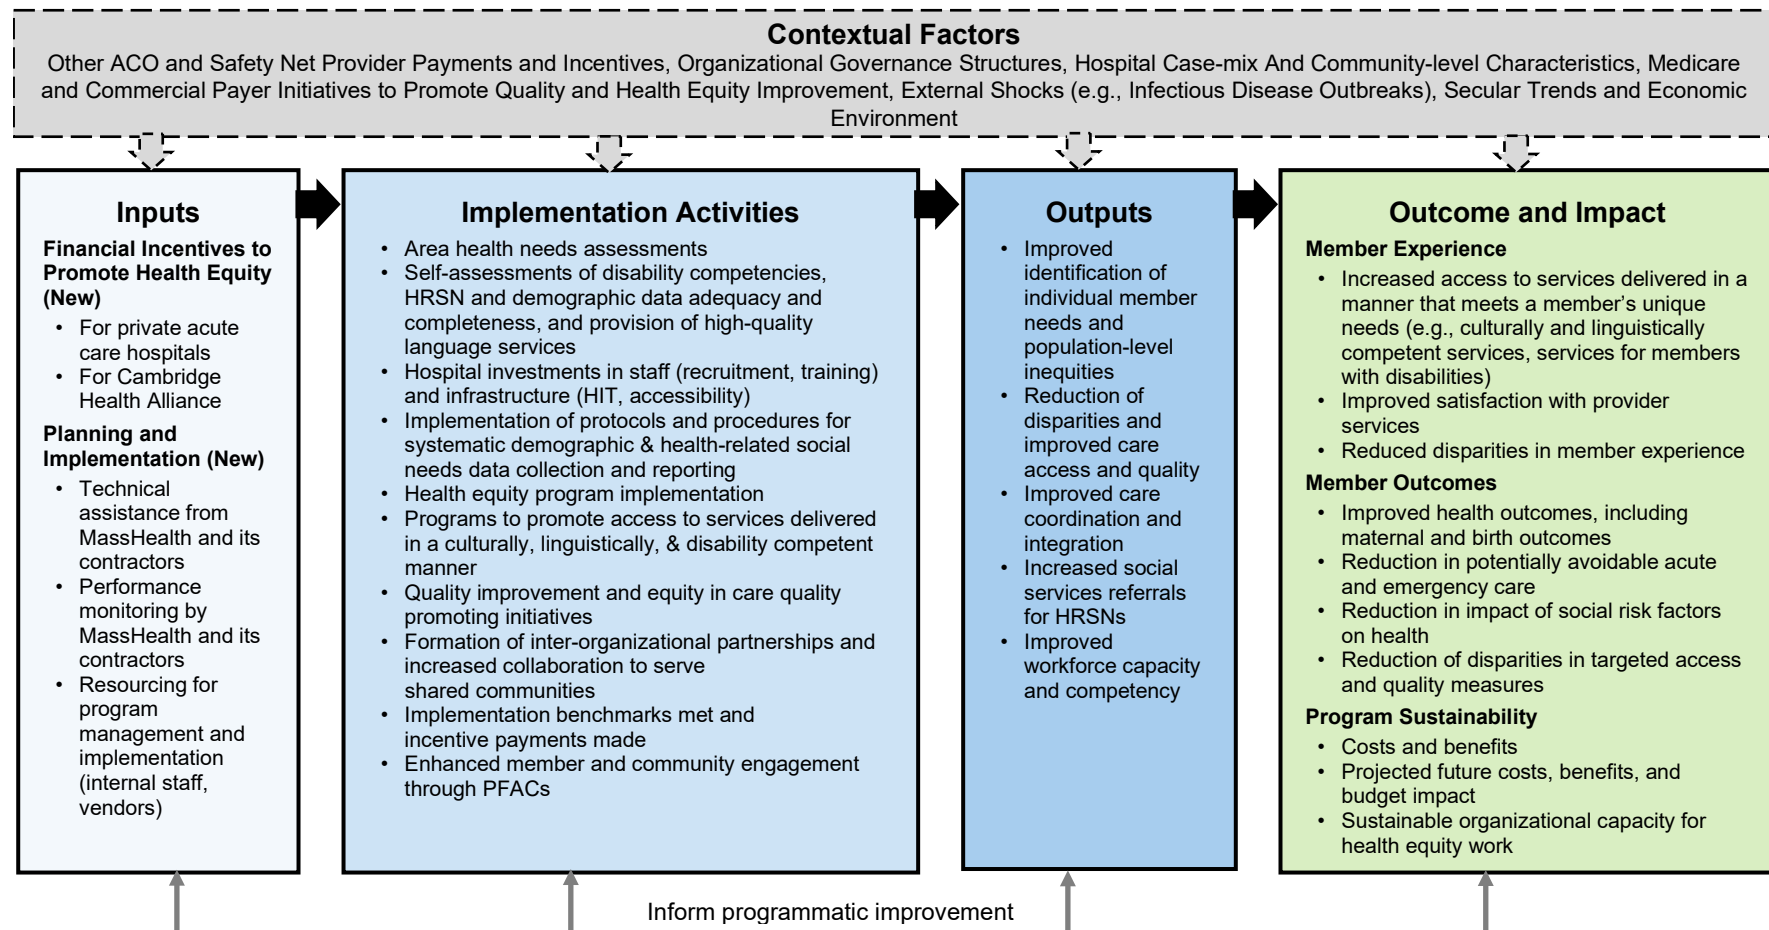 Contextual Factors
Other ACO and Safety Net Provider Payments and Incentives, Organizational Governance Structures, Hospital Case-mix And Community-level Characteristics, Medicare
and Commercial Payer Initiatives to Promote Quality and Health Equity Improvement, External Shocks (e.g., Infectious Disease Outbreaks), Secular Trends and Economic
Environment
Inputs
Financial Incentives to
Promote Health Equity
(New)
• For private acute
care hospitals
• For Cambridge
Health Alliance
Planning and
Implementation (New)
• Technical
assistance from
MassHealth and its
contractors
• Performance
monitoring by
MassHealth and its
contractors
• Resourcing for
program
management and
implementation
(internal staff,
vendors)
Implementation Activities
• Area health needs assessments
• Self-assessments of disability competencies,
HRSN and demographic data adequacy and
completeness, and provision of high-quality
language services
• Hospital investments in staff (recruitment, training)
and infrastructure (HIT, accessibility)
• Implementation of protocols and procedures for
systematic demographic & health-related social
needs data collection and reporting
• Health equity program implementation
• Programs to promote access to services delivered
in a culturally, linguistically, & disability competent
manner
• Quality improvement and equity in care quality
promoting initiatives
• Formation of inter-organizational partnerships and
increased collaboration to serve
shared communities
• Implementation benchmarks met and
incentive payments made
• Enhanced member and community engagement
through PFACs
Outputs
• Improved
identification of
individual member
needs and
population-level
inequities
• Reduction of
disparities and
improved care
access and quality
• Improved care
coordination and
integration
• Increased social
services referrals
for HRSNs
• Improved
workforce capacity
and competency
Outcome and Impact
Member Experience
• Increased access to services delivered in a
manner that meets a member’s unique
needs (e.g., culturally and linguistically
competent services, services for members
with disabilities)
• Improved satisfaction with provider
services
• Reduced disparities in member experience
Member Outcomes
• Improved health outcomes, including
maternal and birth outcomes
• Reduction in potentially avoidable acute
and emergency care
• Reduction in impact of social risk factors
on health
• Reduction of disparities in targeted access
and quality measures
Program Sustainability
• Costs and benefits
• Projected future costs, benefits, and
budget impact
• Sustainable organizational capacity for
health equity work
Inform programmatic improvement